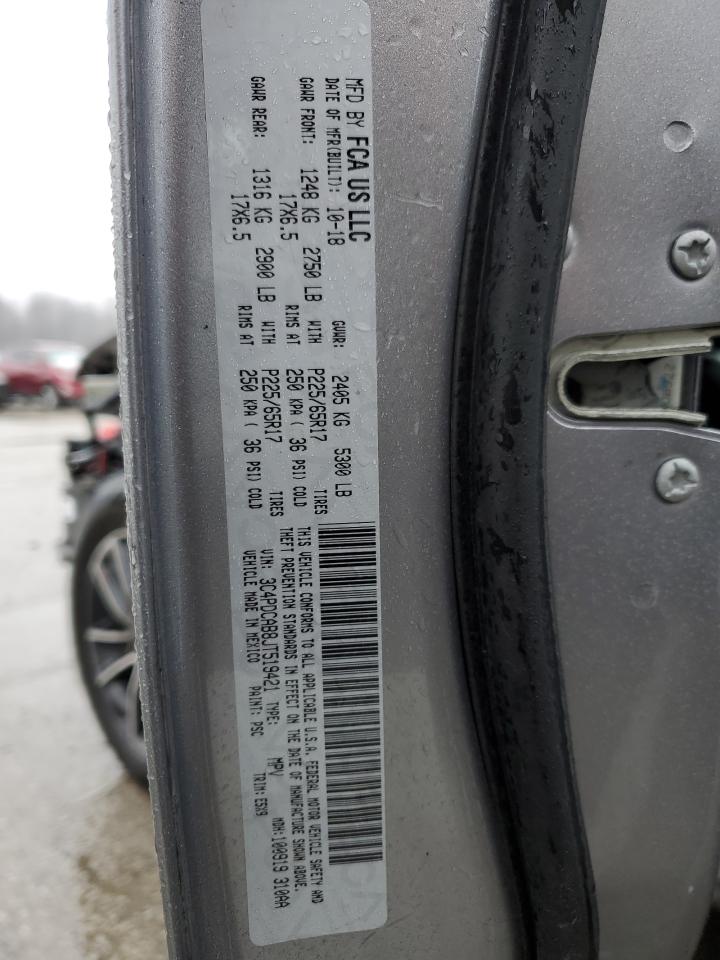 MFD BY FCA US LLC
DATE OF MFR(BUILT): 10-18 GVWR: 2405 KG 5300 LB
GAWR FRONT: 1248 KG 2750 LB WITH P225/65R17 TIRES
17X6.5 RIMS AT 250 KPA ( 36 PSI) COLD
GAWR REAR: 1316 KG 2900 LB WITH P225/65R17 TIRES
17X6.5 RIMS AT 250 KPA ( 36 PSI) COLD
THIS VEHICLE CONFORMS TO ALL APPLICABLE U.S.A. FEDERAL MOTOR VEHICLE SAFETY AND
THEFT PREVENTION STANDARDS IN EFFECT ON THE DATE OF MANUFACTURE SHOWN ABOVE.
VIN: 3C4PDCAB8JT519421 TYPE: MPV MDH:100919 310AA
VEHICLE MADE IN MEXICO PAINT: PSC TRIM: E5X9